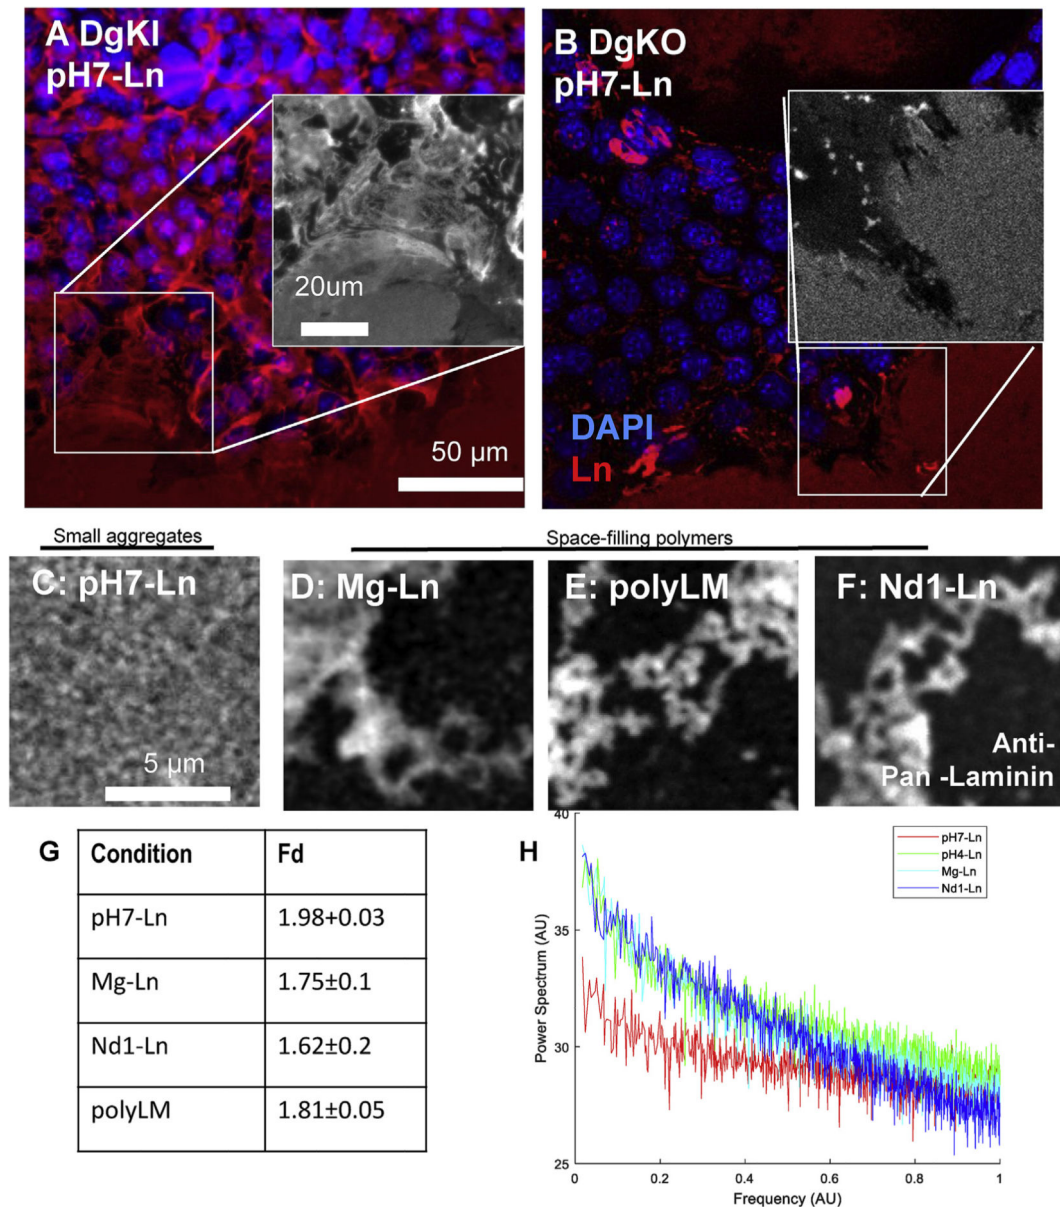 A DgKI
pH7-Ln
20um
50 µm
B DgKO
pH7-Ln
DAPI
Ln
Small aggregates
Space-filling polymers
C: pH7-Ln
5 µm
D: Mg-Ln
E: polyLM
F: Nd1-Ln
Anti-
Pan -Laminin
G
Condition Fd
pH7-Ln 1.98+0.03
Mg-Ln 1.75±0.1
Nd1-Ln 1.62±0.2
polyLM 1.81±0.05
H
40
35
30
25
Power Spectrum (AU)
pH7-Ln
pH4-Ln
Mg-Ln
Nd1-Ln
0 0.2 0.4 0.6 0.8 1
Frequency (AU)